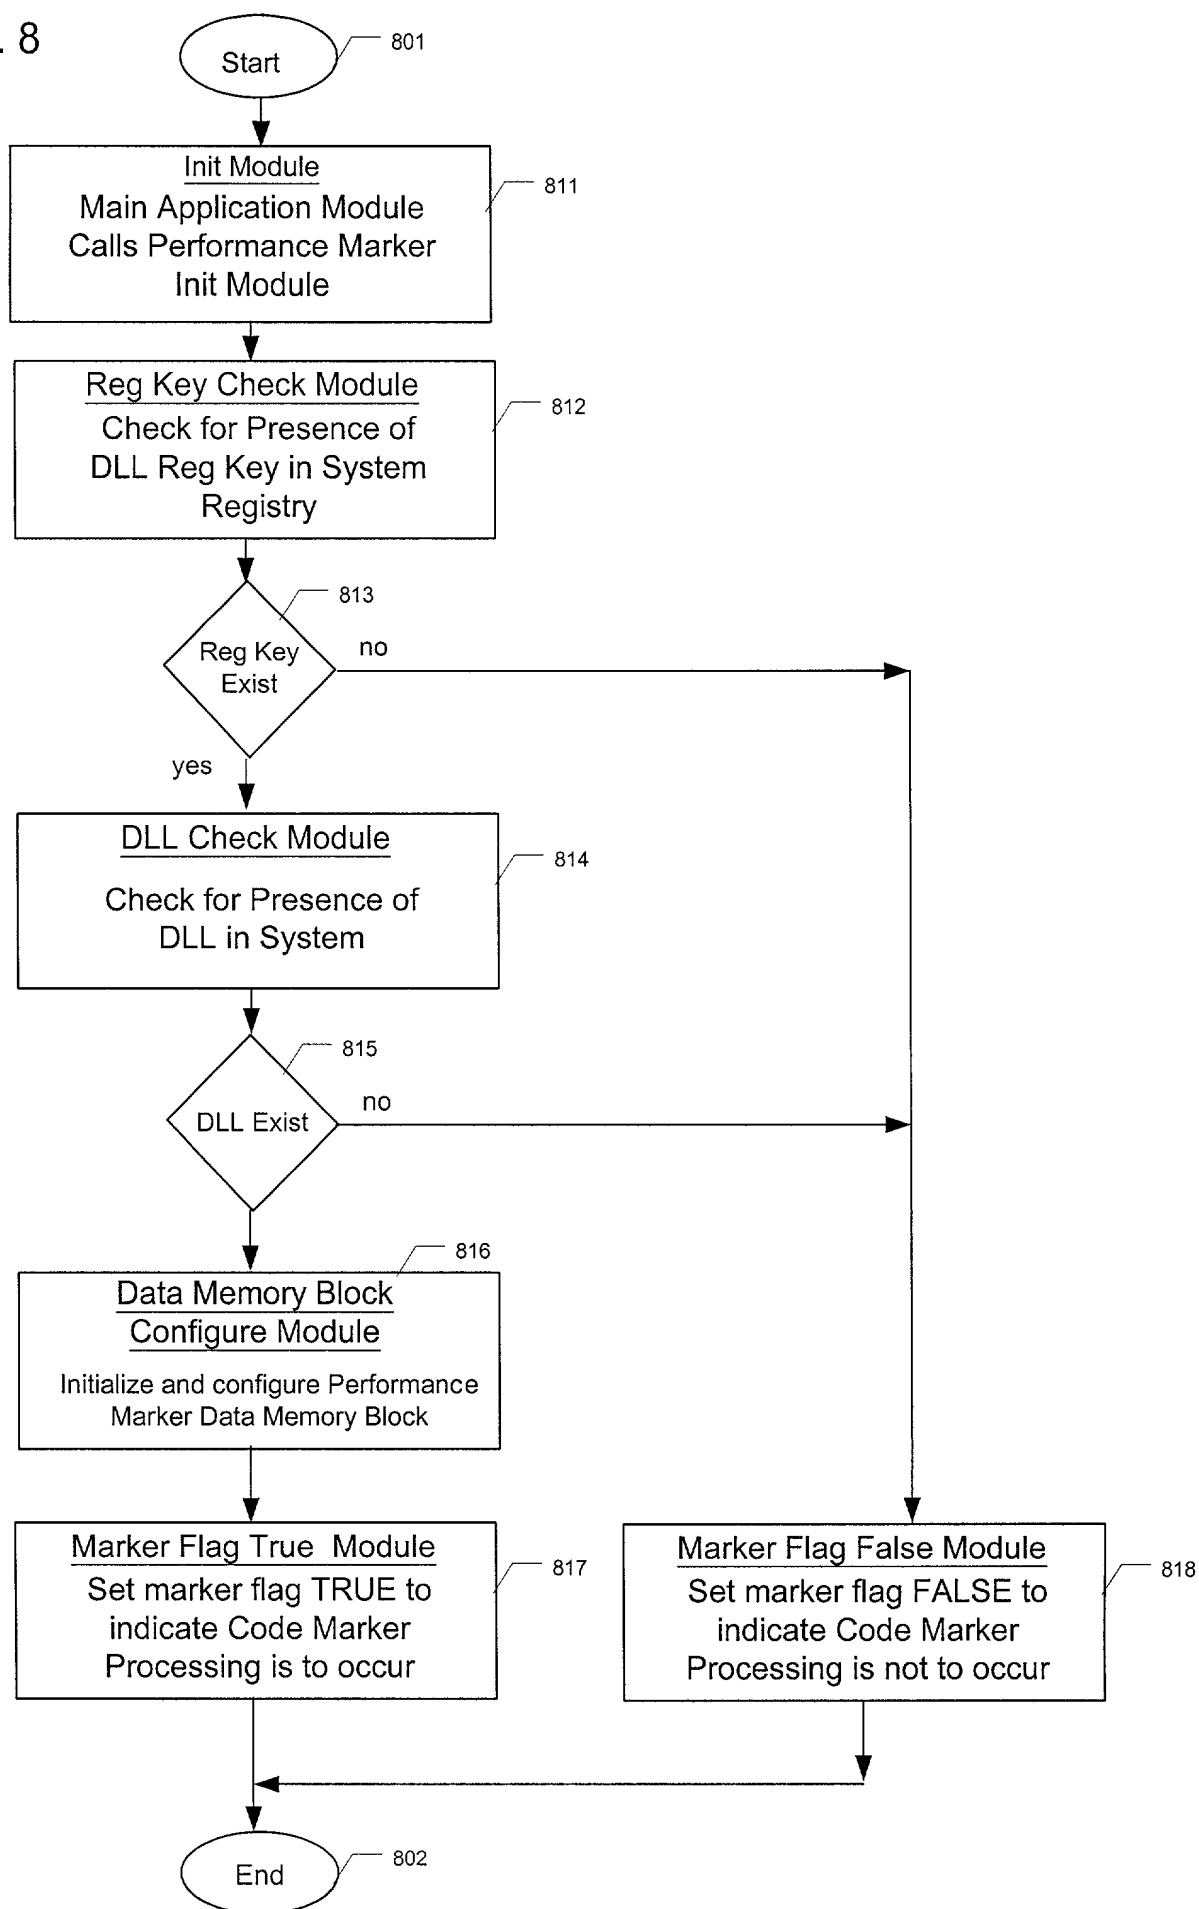 . 8
Start
801
Init Module
Main Application Module
Calls Performance Marker
Init Module
811
Reg Key Check Module
Check for Presence of
DLL Reg Key in System
Registry
812
813
Reg Key
Exist
no
yes
DLL Check Module
Check for Presence of
DLL in System
814
815
DLL Exist
no
816
Data Memory Block
Configure Module
Initialize and configure Performance
Marker Data Memory Block
Marker Flag True Module
Set marker flag TRUE to
indicate Code Marker
Processing is to occur
817
Marker Flag False Module
Set marker flag FALSE to
indicate Code Marker
Processing is not to occur
818
End
802